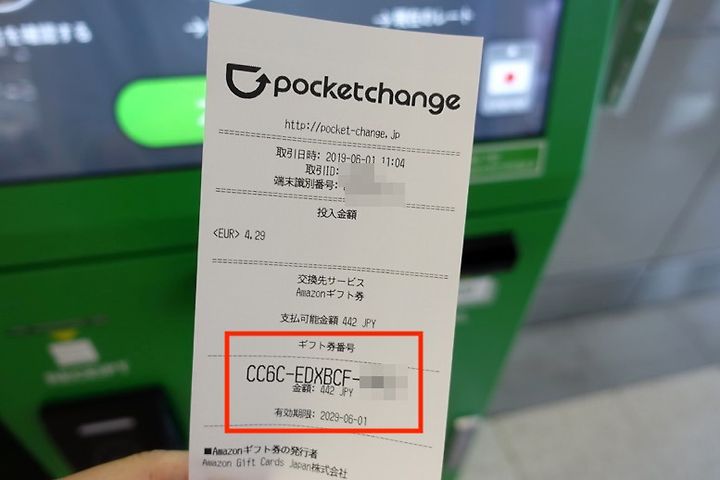 を確認する
pocketchange
http://pocket-change.jp
取引日時: 2019-06-01 11:04
取引ID:
端末識別番号:
投入金額
<EUR> 4.29
交換先サービス
Amazonギフト券
支払可能金額 442 JPY
ギフト券番号
CC6C-EDXBCF-
金額: 442 JPY
有効期限: 2029-06-01
■Amazonギフト券の発行者
Amazon Gift Cards Japan株式会社